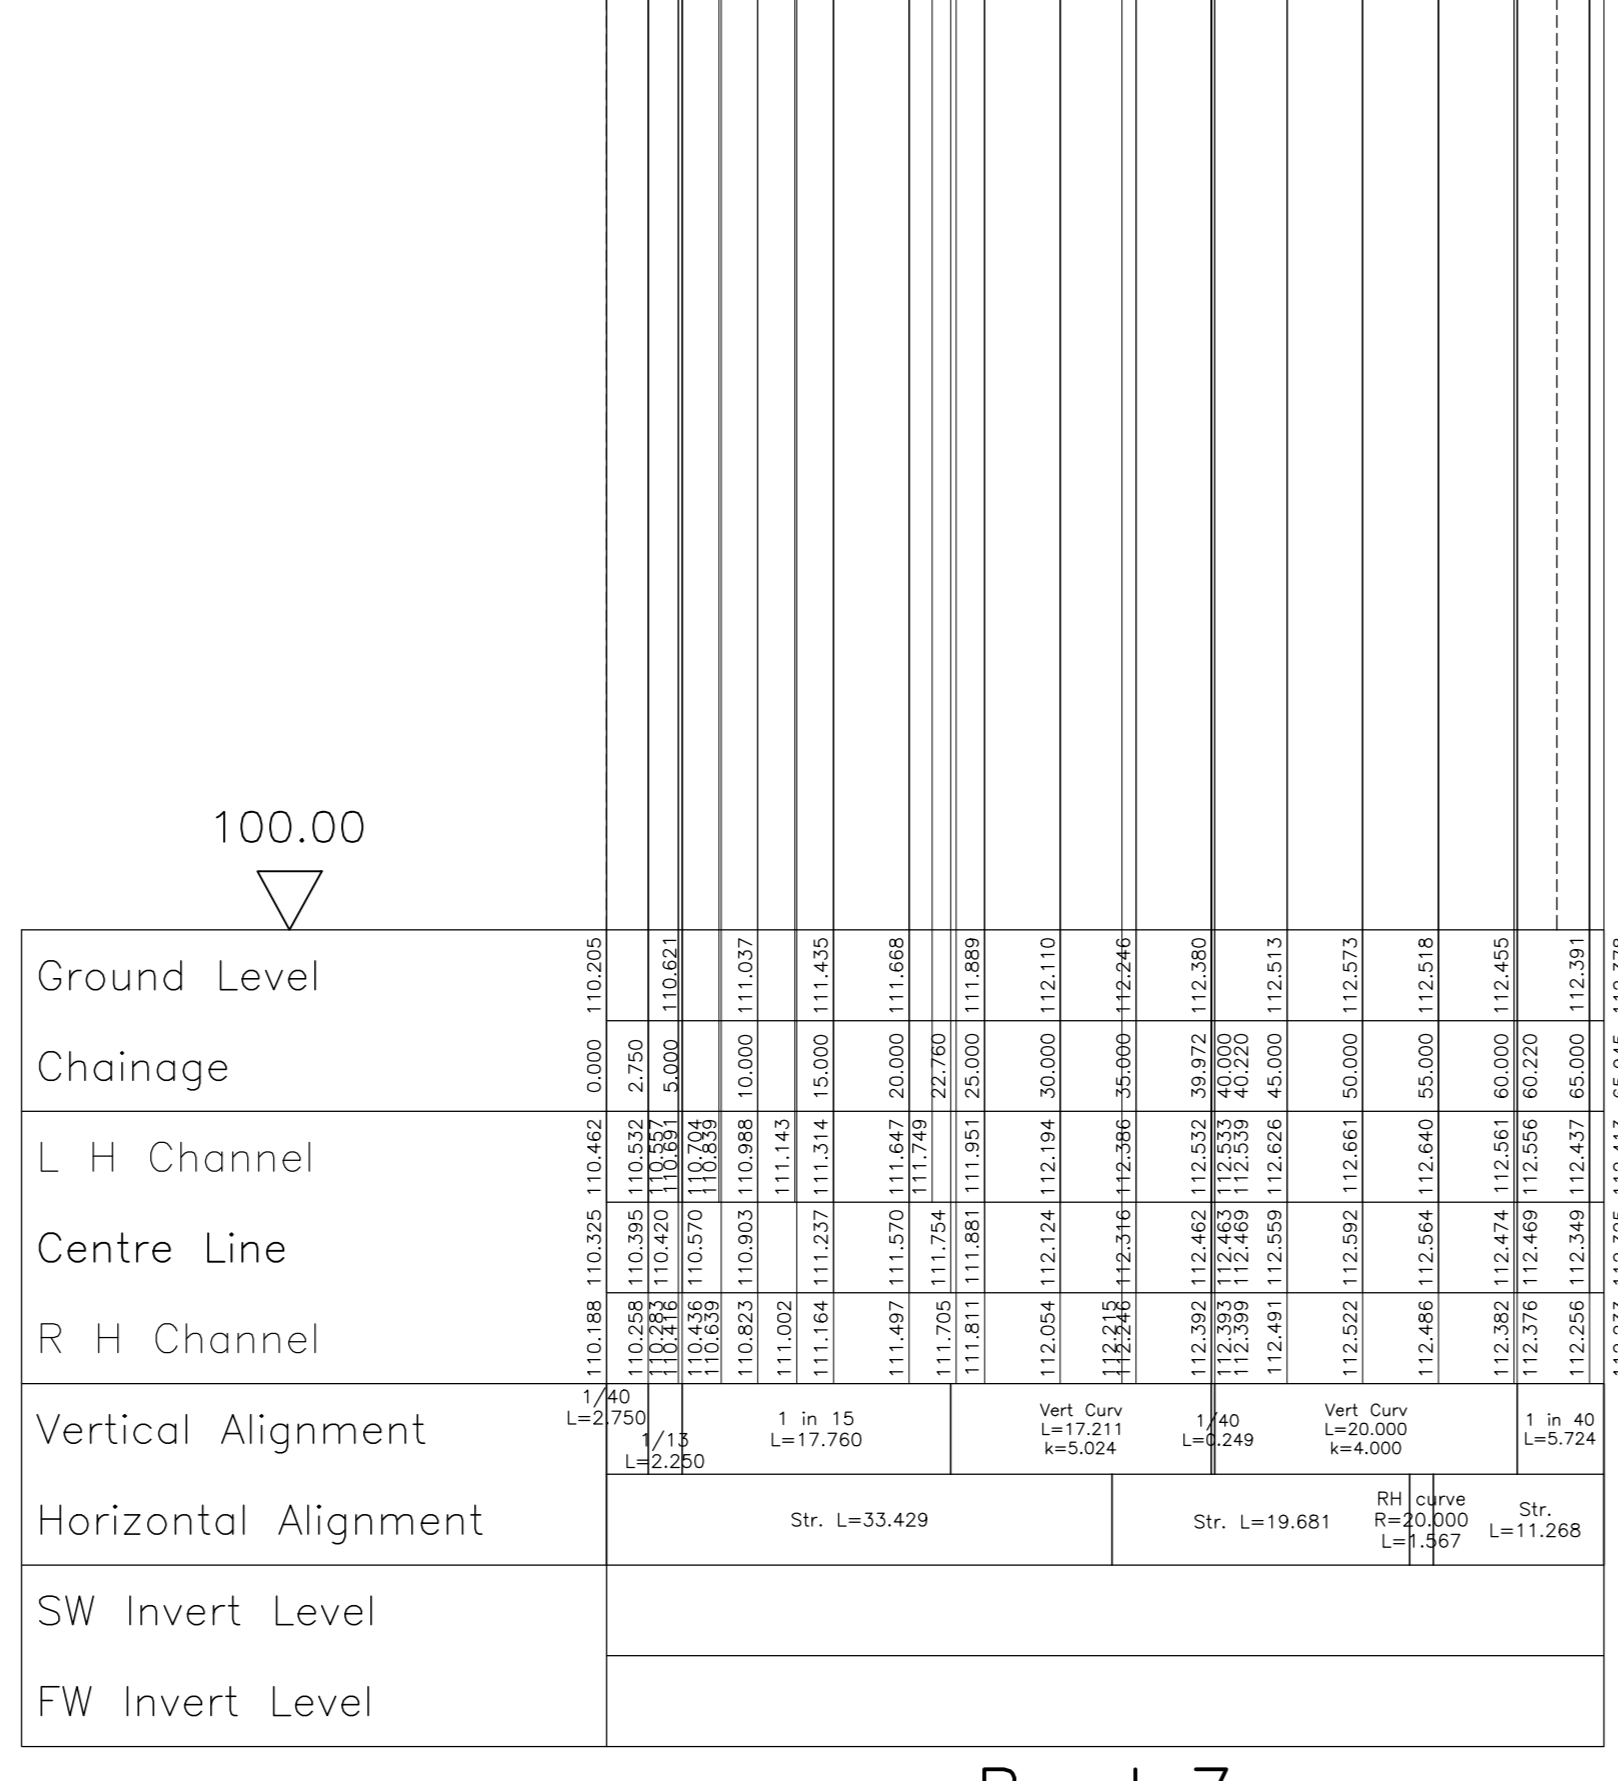 100.00
Ground Level
110.205 110.621 111.037 111.435 111.668 111.889 112.110 112.246 112.380 112.513 112.573 112.518 112.455 112.391
Chainage
0.000 2.750 5.000 10.000 15.000 20.000 22.760 25.000 30.000 35.000 39.972 40.000 40.220 45.000 50.000 55.000 60.000 60.220 65.000
L H Channel
110.462 110.532 110.557 110.691 110.704 110.839 110.988 111.143 111.314 111.647 111.749 111.951 112.194 112.386 112.532 112.533 112.539 112.626 112.661 112.640 112.561 112.556 112.437
Centre Line
110.325 110.395 110.420 110.570 110.903 111.237 111.570 111.754 111.881 112.124 112.316 112.462 112.463 112.469 112.559 112.592 112.564 112.474 112.469 112.349
R H Channel
110.188 110.258 110.283 110.416 110.436 110.639 110.823 111.002 111.164 111.497 111.705 111.811 112.054 112.215 112.246 112.392 112.393 112.399 112.491 112.522 112.486 112.382 112.376 112.256
Vertical Alignment
1/40
L=2.750
1/13
L=2.250
1 in 15
L=17.760
Vert Curv
L=17.211
k=5.024
1/40
L=0.249
Vert Curv
L=20.000
k=4.000
1 in 40
L=5.724
Horizontal Alignment
Str. L=33.429
Str. L=19.681
RH curve
R=20.000
L=1.567
Str.
L=11.268
SW Invert Level
FW Invert Level